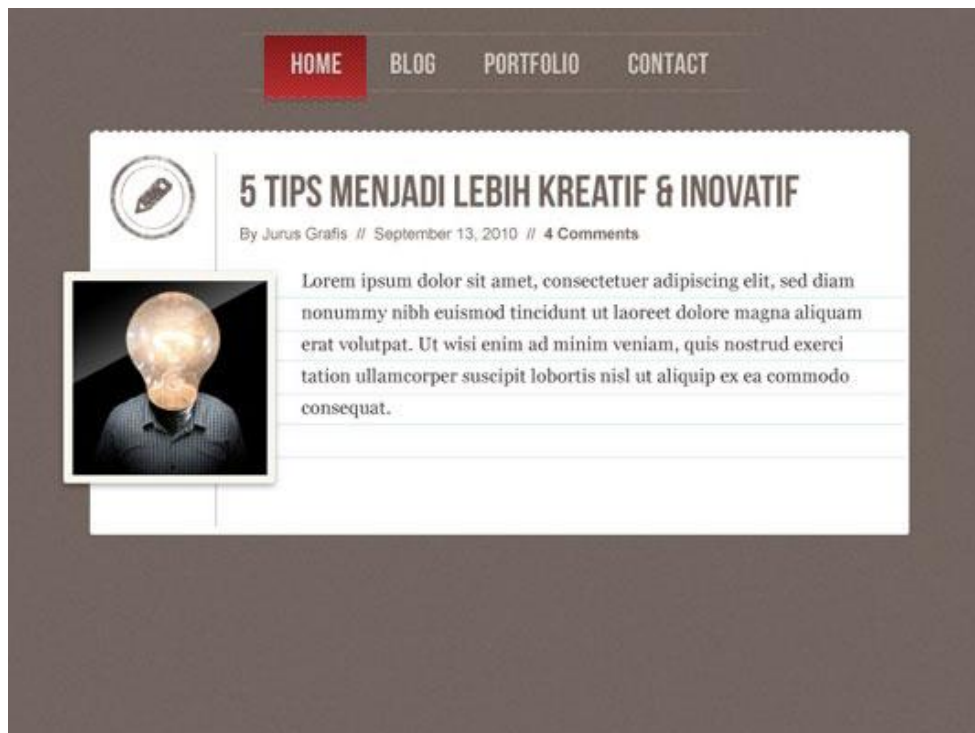 HOME BLOG PORTFOLIO CONTACT
5 TIPS MENJADI LEBIH KREATIF & INOVATIF
By Jurus Grafis // September 13, 2010 // 4 Comments
Lorem ipsum dolor sit amet, consectetuer adipiscing elit, sed diam
nonummy nibh euismod tincidunt ut laoreet dolore magna aliquam
erat volutpat. Ut wisi enim ad minim veniam, quis nostrud exerci
tation ullamcorper suscipit lobortis nisl ut aliquip ex ea commodo
consequat.